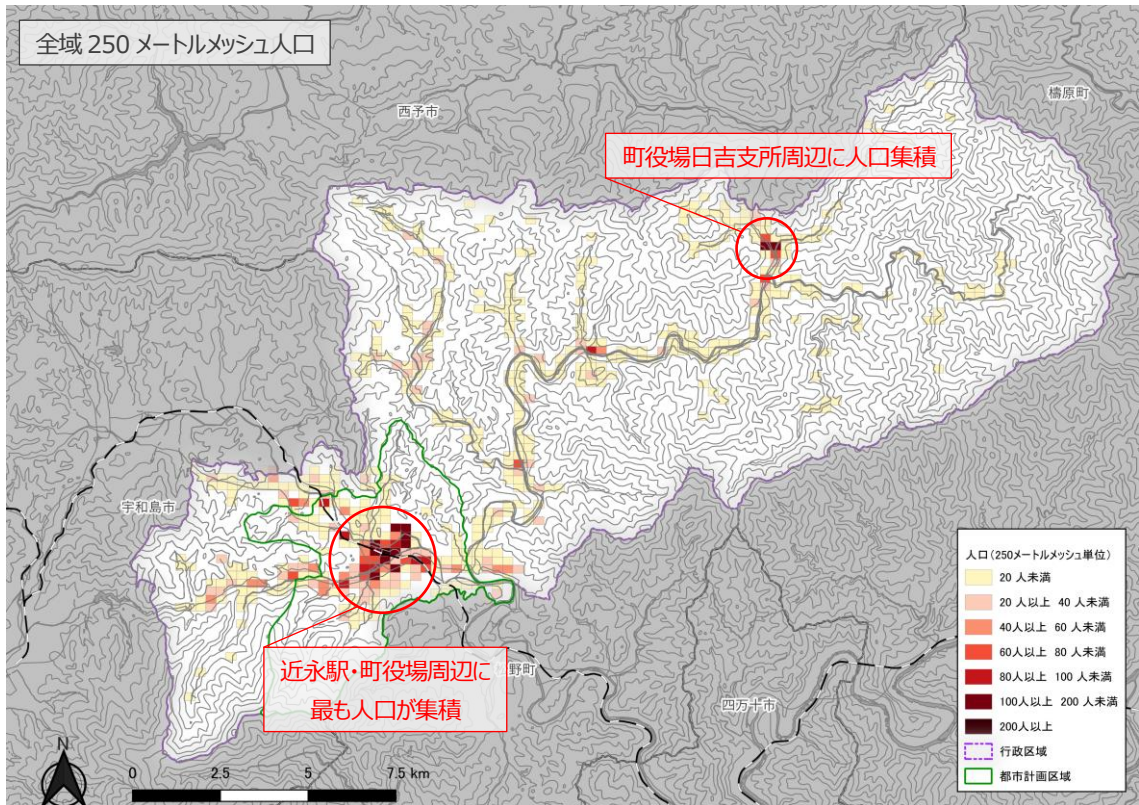 全域 250 メートルメッシュ人口
西予市
檮原町
町役場日吉支所周辺に人口集積
宇和島市
近永駅・町役場周辺に
最も人口が集積
野町
四万十市
人口(250メートルメッシュ単位)
20 人未満
20 人以上 40 人未満
40人以上 60 人未満
60人以上 80 人未満
80人以上 100 人未満
100人以上 200 人未満
200人以上
行政区域
都市計画区域
N
0 2.5 5 7.5 km